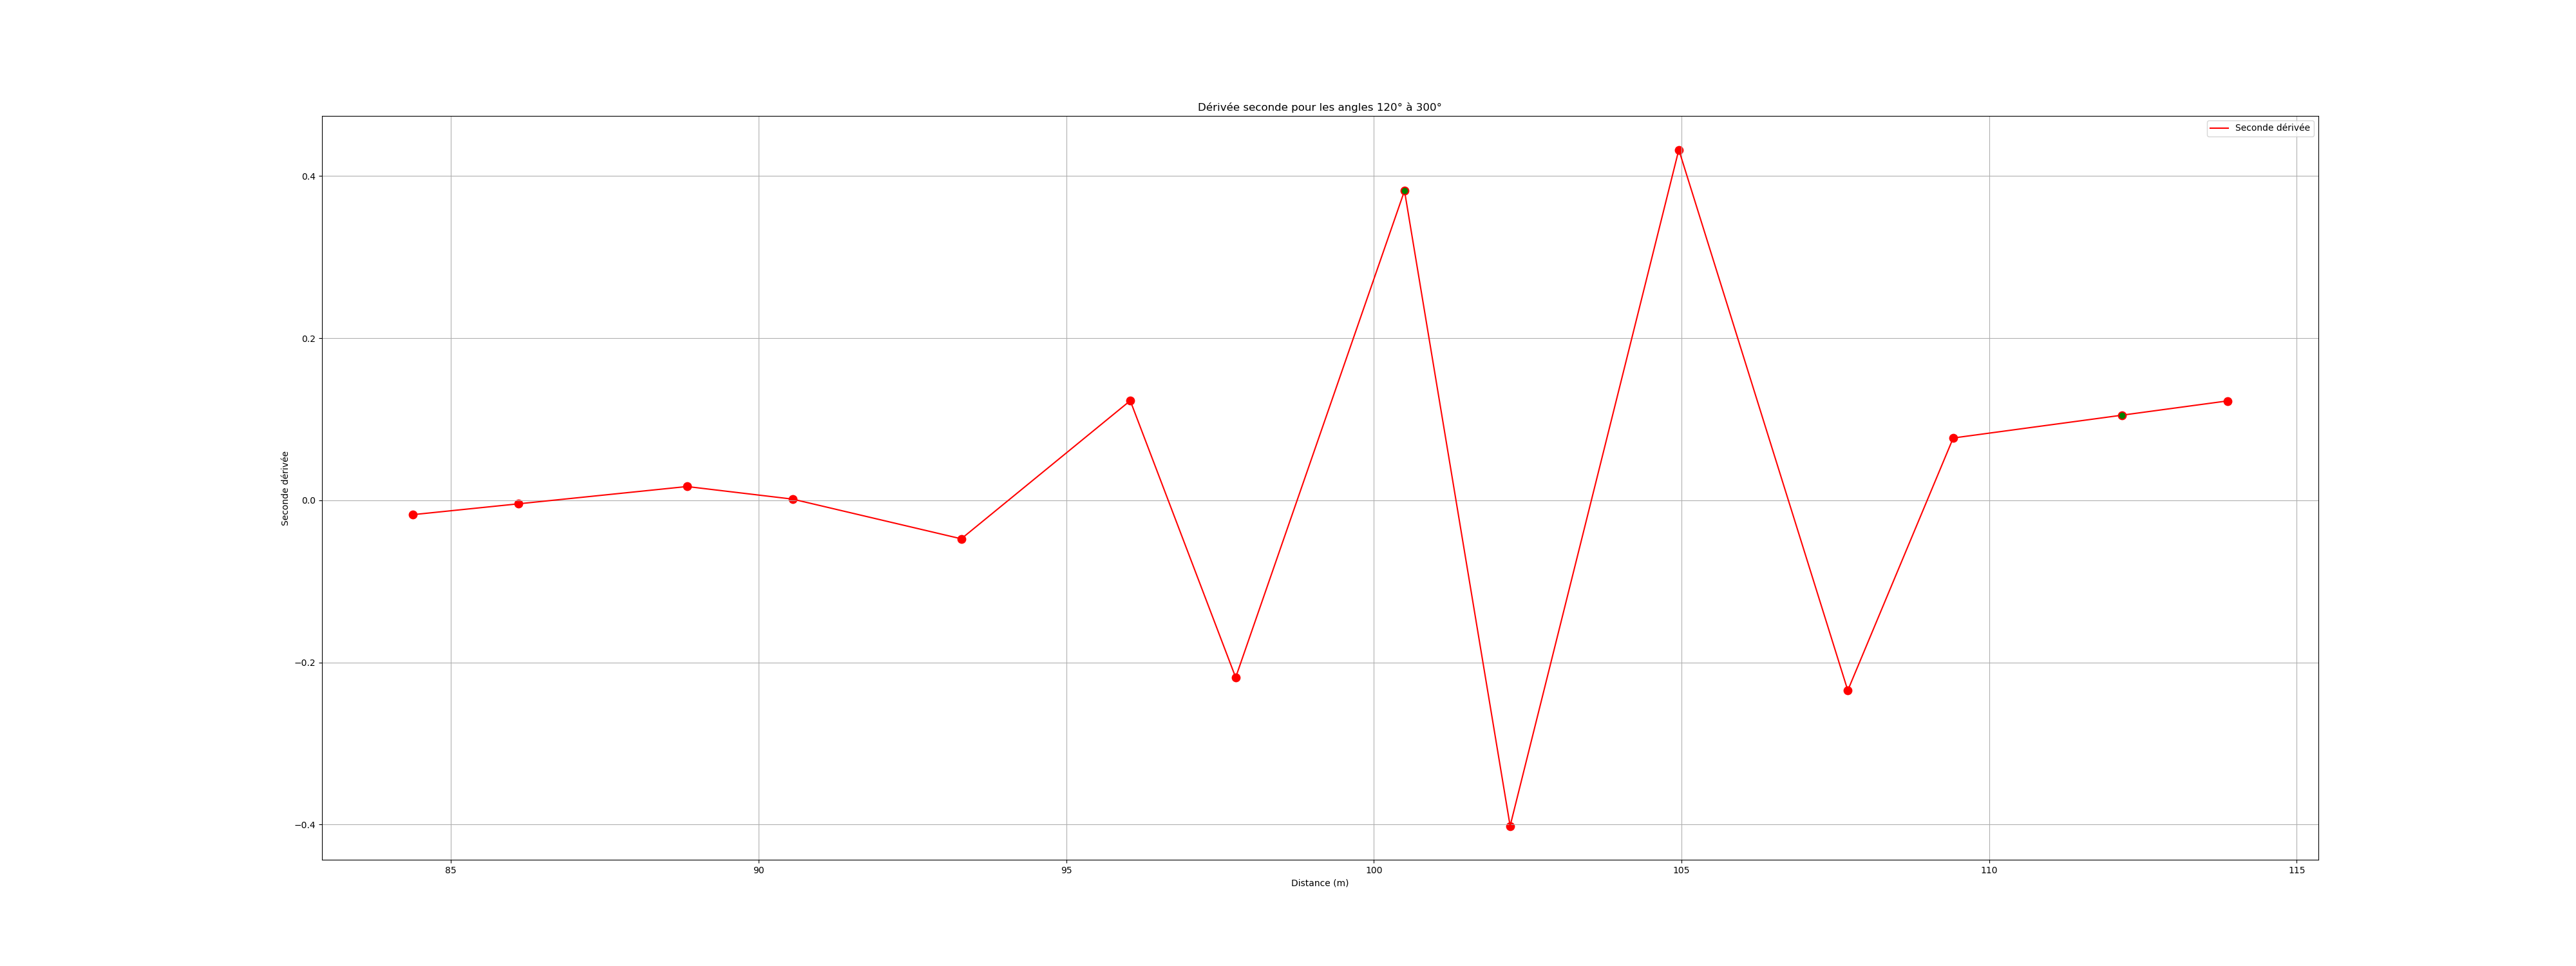 Dérivée seconde pour les angles 120° à 300°
Seconde dérivée
0.4
0.2
0.0
−0.2
−0.4
Seconde dérivée
85 90 95 100 105 110 115
Distance (m)